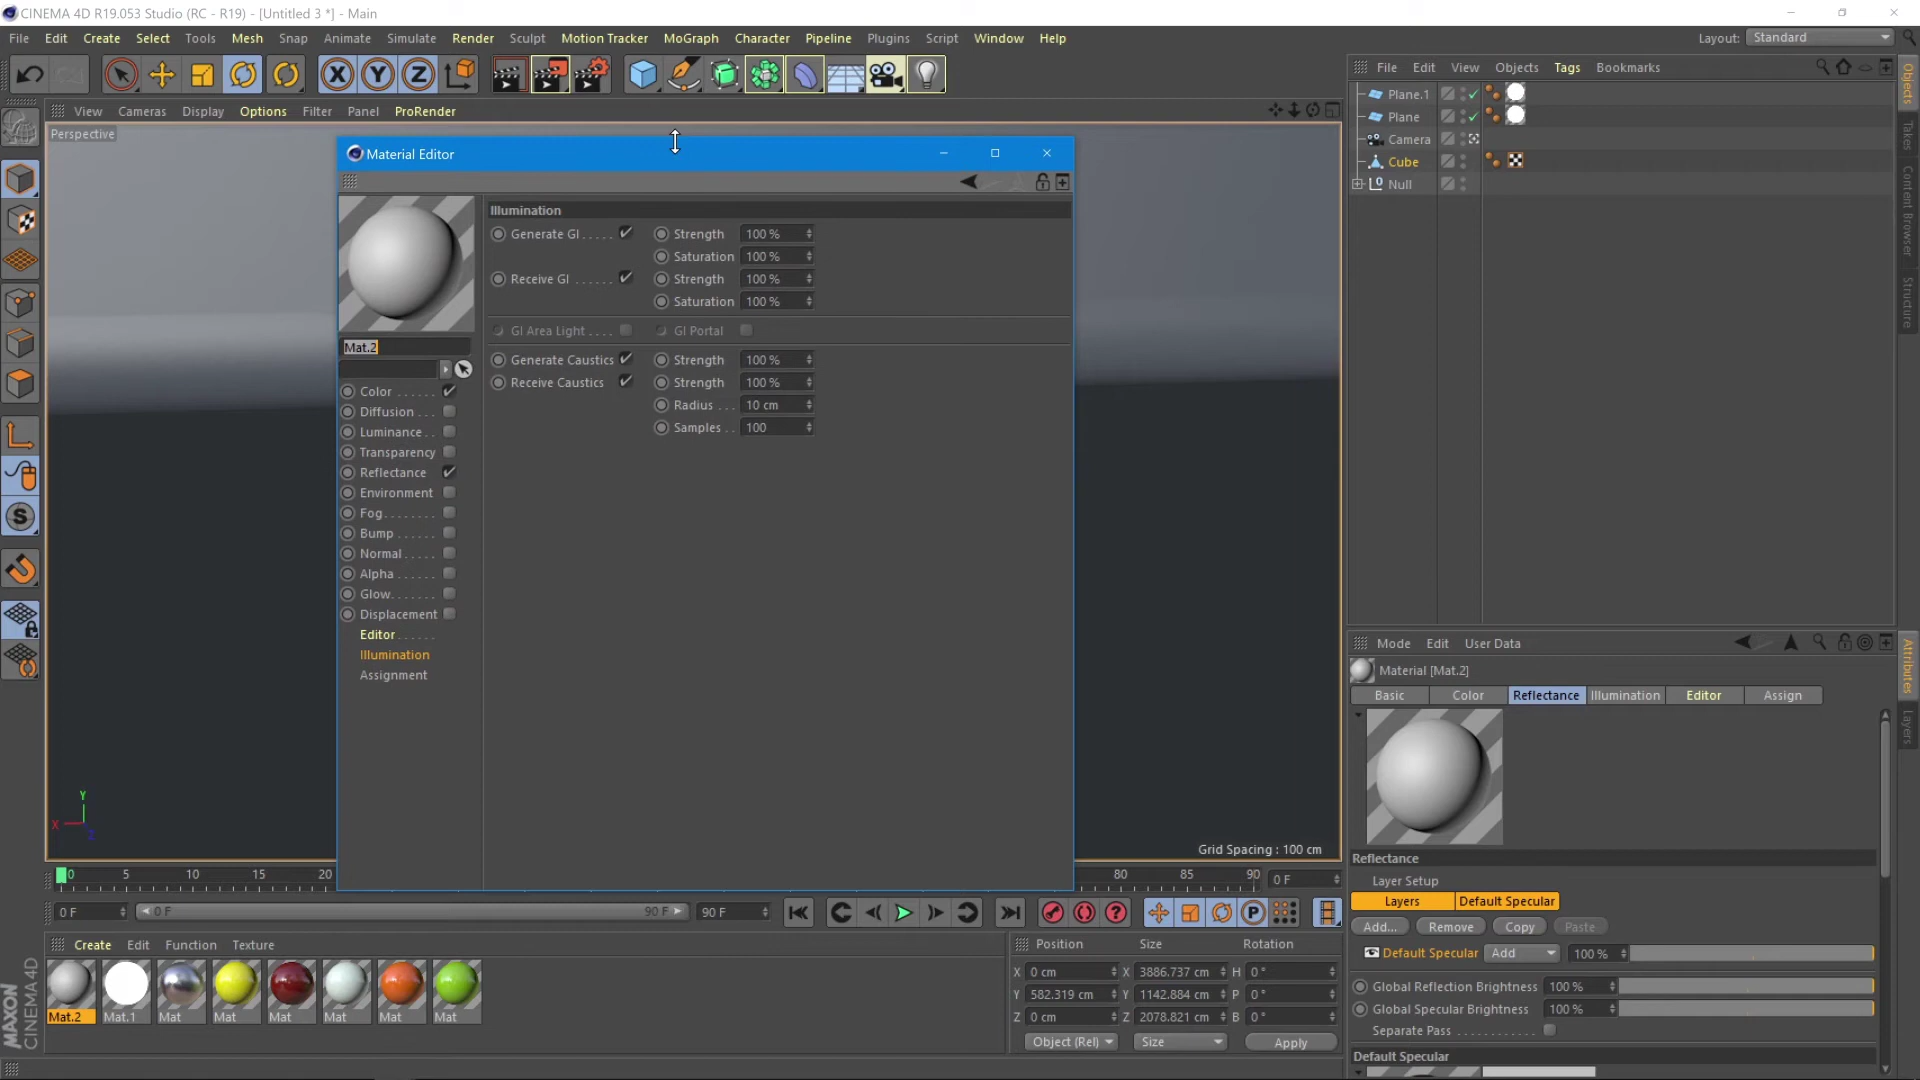 CINEMA 4D R19.053 Studio (RC - R19) - [Untitled 3 *] - Main
File Edit Create Select Tools Mesh Snap Animate Simulate Render Sculpt Motion Tracker MoGraph Character Pipeline Plugins Script Window Help
Layout: Standard
X Y Z
File Edit View Objects Tags Bookmarks
View Cameras Display Options Filter Panel ProRender
Perspective
Plane.1
Plane
Camera
Cube
Null
Objects
Takes
Content Browser
Structure
Material Editor
Mat.2
Color
Diffusion
Luminance
Transparency
Reflectance
Environment
Fog
Bump
Normal
Alpha
Glow
Displacement
Editor
Illumination
Assignment
Illumination
Generate GI Strength 100 %
Saturation 100 %
Receive GI Strength 100 %
Saturation 100 %
GI Area Light GI Portal
Generate Caustics Strength 100 %
Receive Caustics Strength 100 %
Radius 10 cm
Samples 100
Y
X
Z
Grid Spacing : 100 cm
0 5 10 15 20 80 85 90 0 F
0 F 0 F 90 F 90 F
Create Edit Function Texture
Mat.2 Mat.1 Mat Mat Mat Mat Mat Mat
MAXON
CINEMA 4D
Position Size Rotation
X 0 cm X 3886.737 cm H 0 °
Y 582.319 cm Y 1142.884 cm P 0 °
Z 0 cm Z 2078.821 cm B 0 °
Object (Rel) Size Apply
Mode Edit User Data
Material [Mat.2]
Basic Color Reflectance Illumination Editor Assign
Reflectance
Layer Setup
Layers Default Specular
Add... Remove Copy Paste
Default Specular Add 100 %
Global Reflection Brightness 100 %
Global Specular Brightness 100 %
Separate Pass
Default Specular
Attributes
Layers